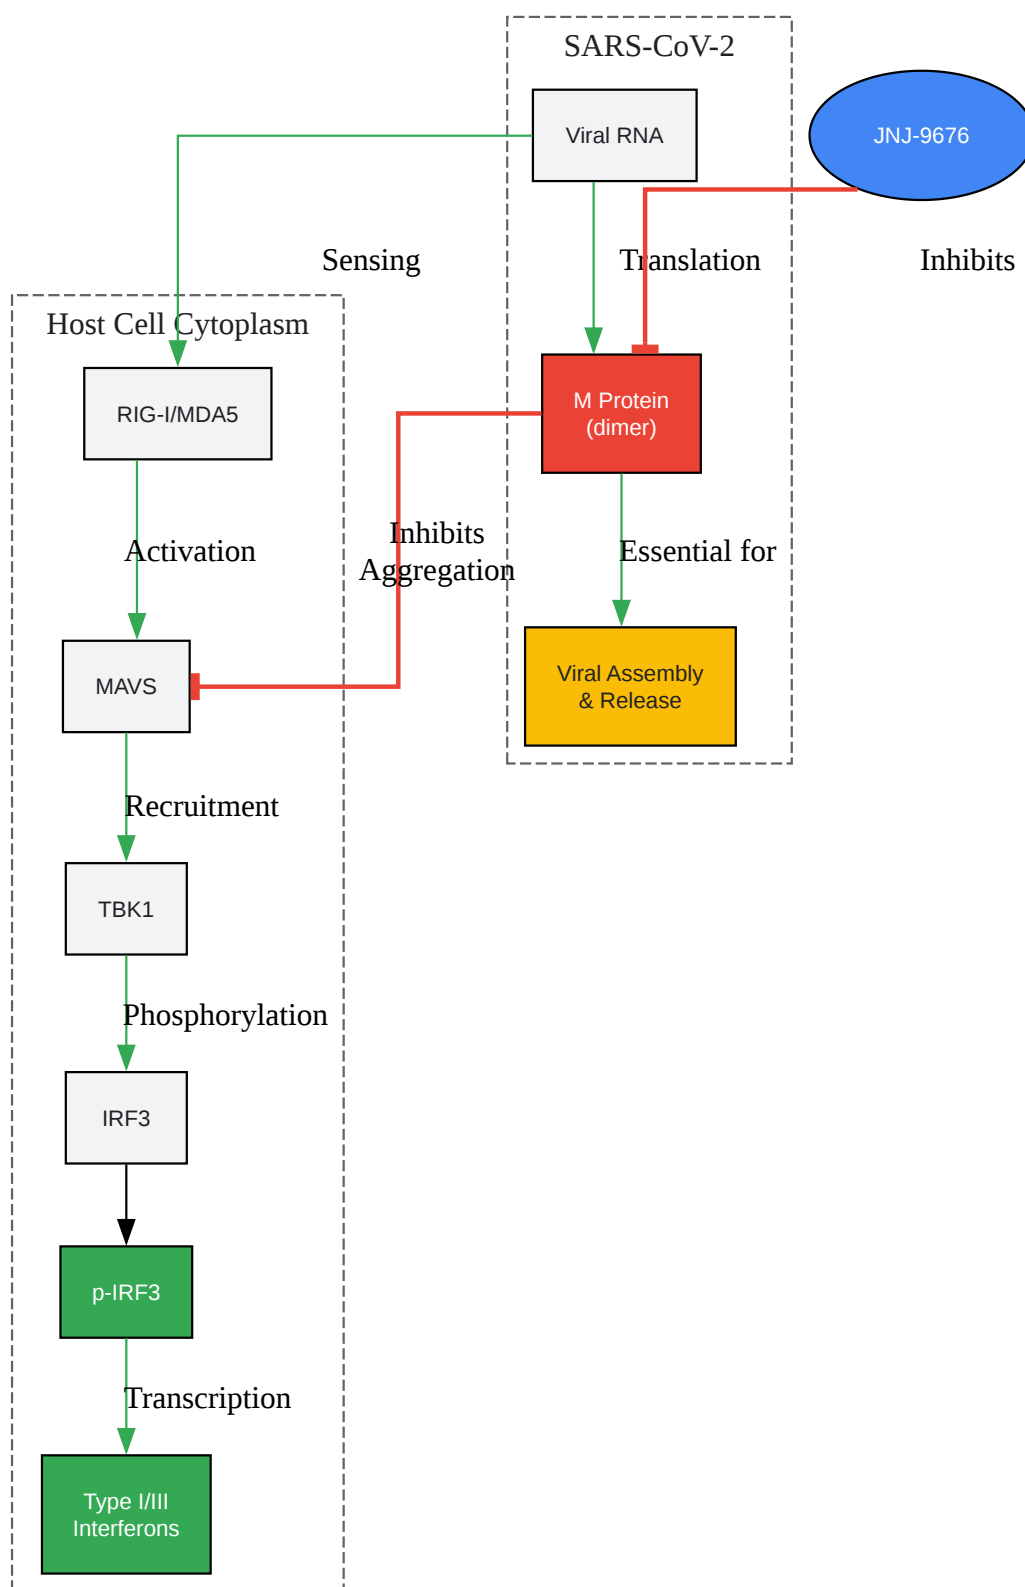 SARS-CoV-2
Viral RNA
JNJ-9676
Sensing
Translation
Inhibits
Host Cell Cytoplasm
RIG-I/MDA5
M Protein
(dimer)
Activation
Inhibits
Aggregation
Essential for
MAVS
Viral Assembly
& Release
Recruitment
TBK1
Phosphorylation
IRF3
p-IRF3
Transcription
Type I/III
Interferons